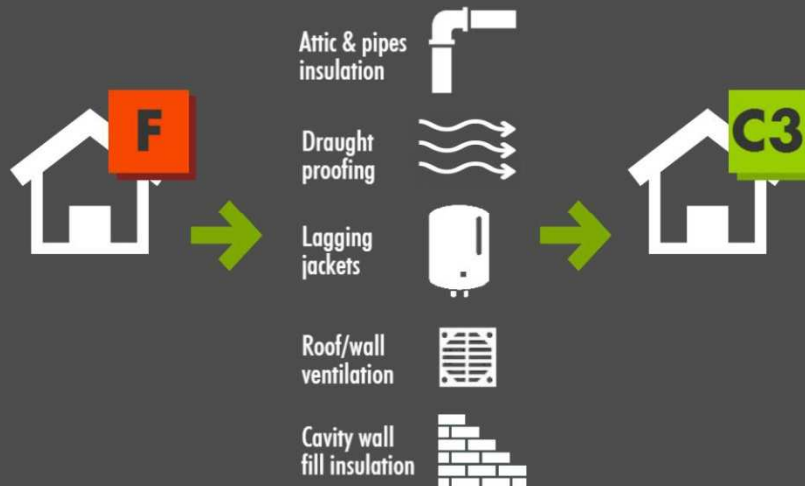 F
Attic & pipes
insulation
Draught
proofing
Lagging
jackets
Roof/wall
ventilation
Cavity wall
fill insulation
C3